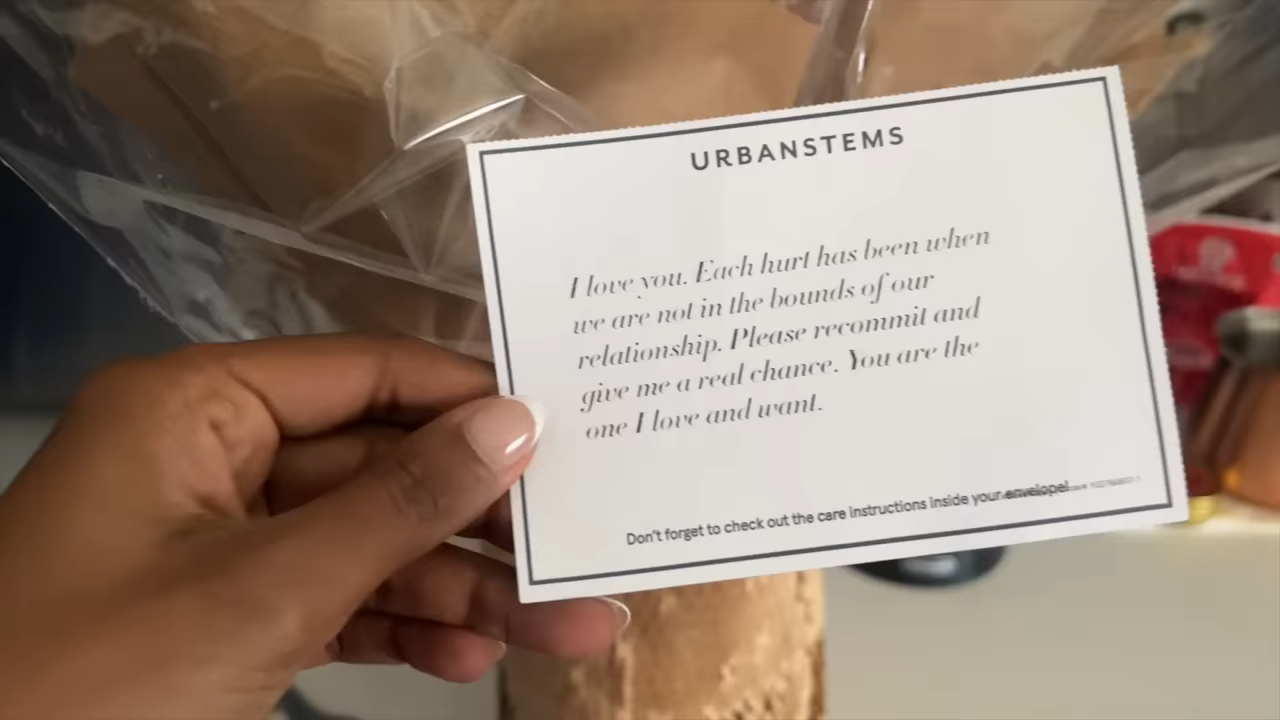 URBANSTEMS
I love you. Each hurt has been when
we are not in the bounds of our
relationship. Please recommit and
give me a real chance. You are the
one I love and want.
Don't forget to check out the care instructions inside your envelope!